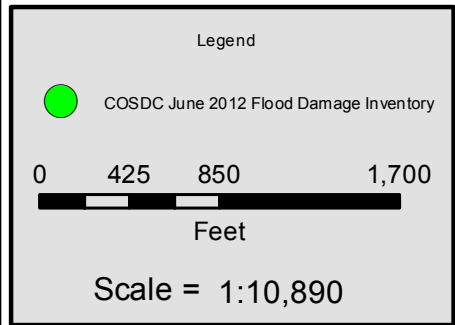 Legend
COSDC June 2012 Flood Damage Inventory
0 425 850 1,700
Feet
Scale = 1:10,890